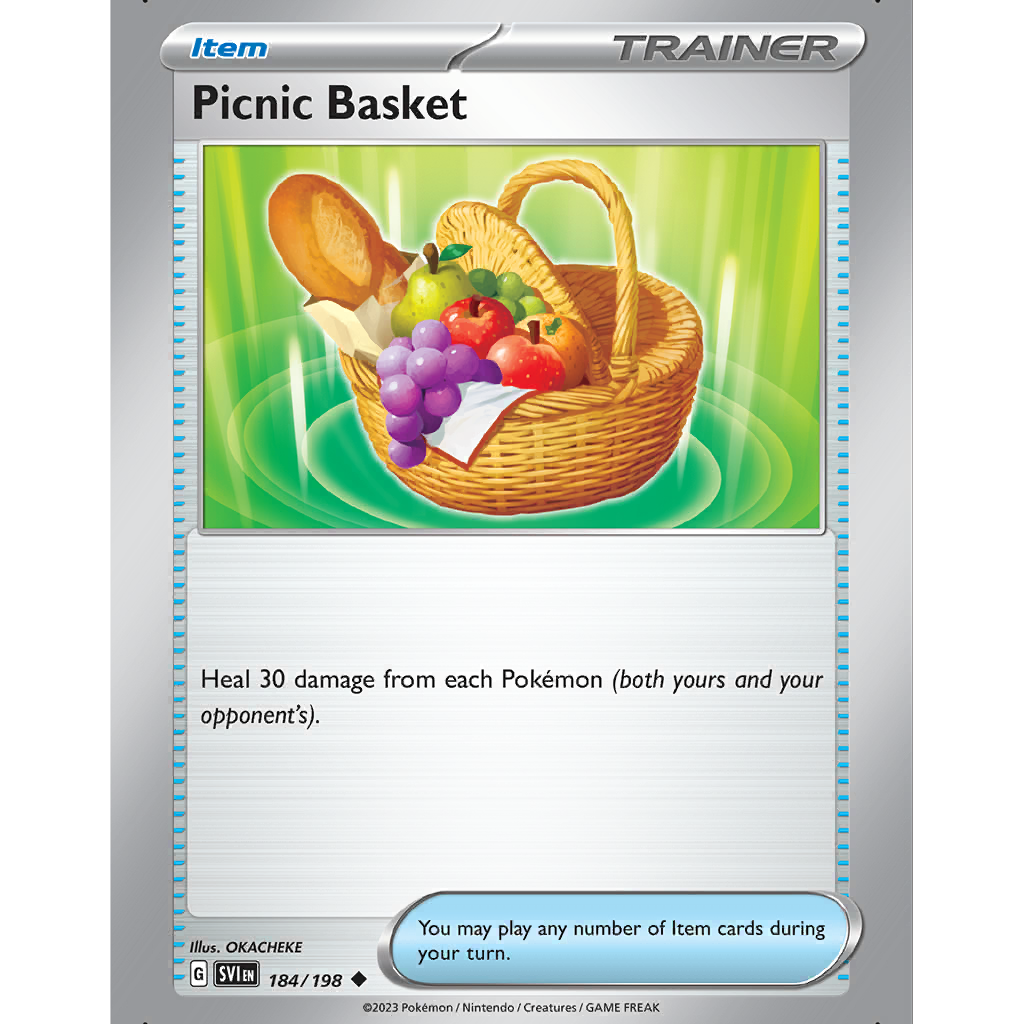 Item
TRAINER
Picnic Basket
Heal 30 damage from each Pokémon (both yours and your
opponent's).
You may play any number of Item cards during
your turn.
Illus. OKACHEKE
G SVI EN 184/198
©2023 Pokémon / Nintendo / Creatures / GAME FREAK